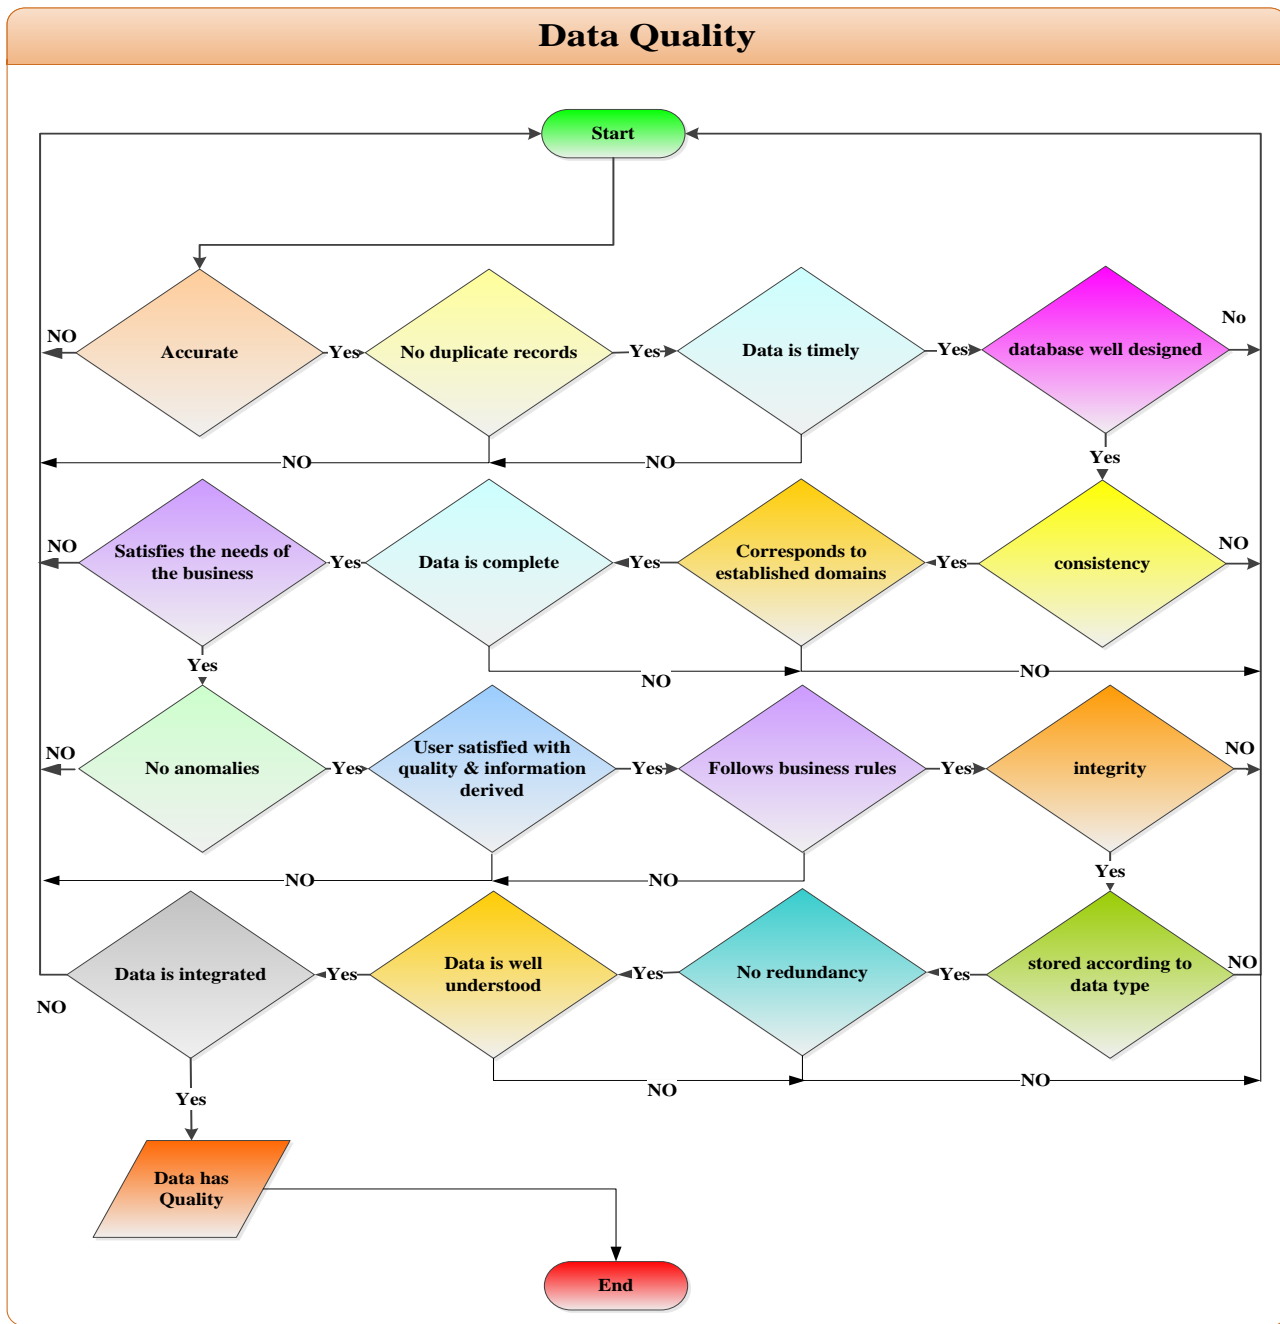 Data Quality
Start
NO
Accurate
Yes
No duplicate records
Yes
Data is timely
Yes
database well designed
No
NO
NO
Yes
NO
Satisfies the needs of
the business
Yes
Data is complete
Yes
Corresponds to
established domains
Yes
consistency
NO
Yes
NO
NO
NO
No anomalies
Yes
User satisfied with
quality & information
derived
Yes
Follows business rules
Yes
integrity
NO
NO
NO
Yes
NO
Data is integrated
Yes
Data is well
understood
Yes
No redundancy
Yes
stored according to
data type
NO
Yes
NO
NO
Data has
Quality
End